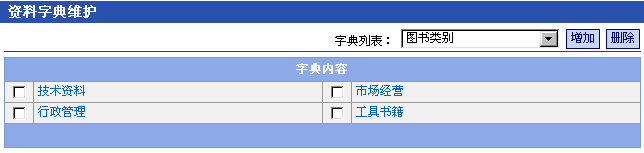 资料字典维护
字典列表： 图书类别 增加 删除
字典内容
技术资料 市场经营
行政管理 工具书籍